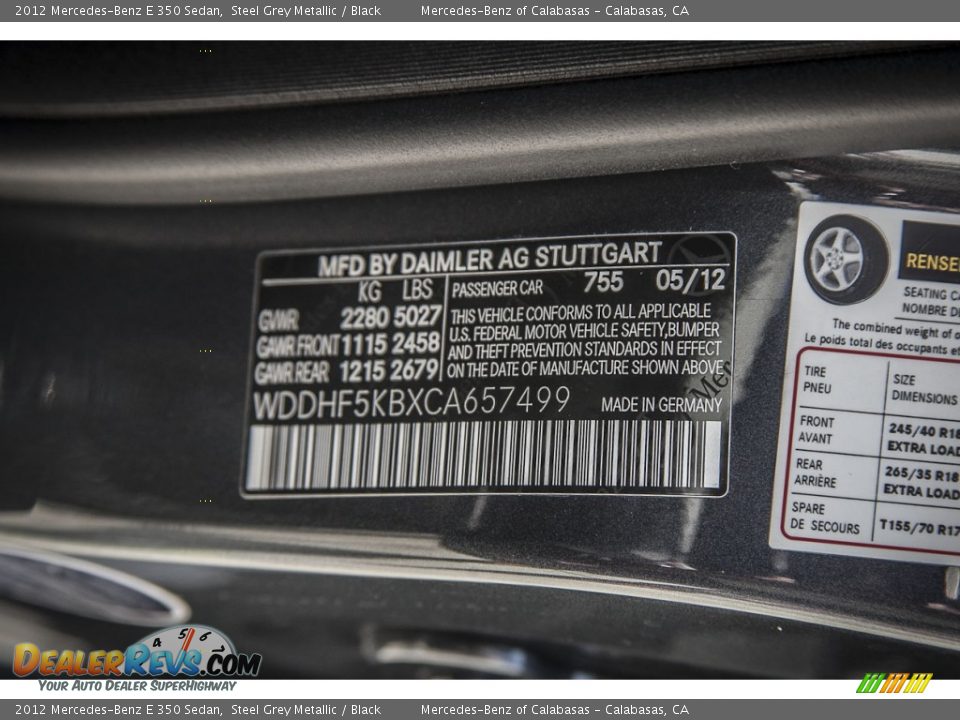 2012 Mercedes-Benz E 350 Sedan,  Steel Grey Metallic / Black        Mercedes-Benz of Calabasas - Calabasas, CA
MFD BY DAIMLER AG STUTTGART
KG LBS PASSENGER CAR 755 05/12
GVWR 2280 5027
GAWR FRONT 1115 2458
GAWR REAR 1215 2679
THIS VEHICLE CONFORMS TO ALL APPLICABLE
U.S. FEDERAL MOTOR VEHICLE SAFETY, BUMPER
AND THEFT PREVENTION STANDARDS IN EFFECT
ON THE DATE OF MANUFACTURE SHOWN ABOVE
WDDHF5KBXCA657499 MADE IN GERMANY
RENSE
SEATING CA
NOMBRE D
The combined weight of o
Le poids total des occupants et
TIRE SIZE
PNEU DIMENSIONS
FRONT 245/40 R18
AVANT EXTRA LOAD
REAR 265/35 R18
ARRIÈRE EXTRA LOAD
SPARE T155/70 R17
DE SECOURS
4 5 6
DEALERREVS.COM
YOUR AUTO DEALER SUPERHIGHWAY
2012 Mercedes-Benz E 350 Sedan,  Steel Grey Metallic / Black        Mercedes-Benz of Calabasas - Calabasas, CA